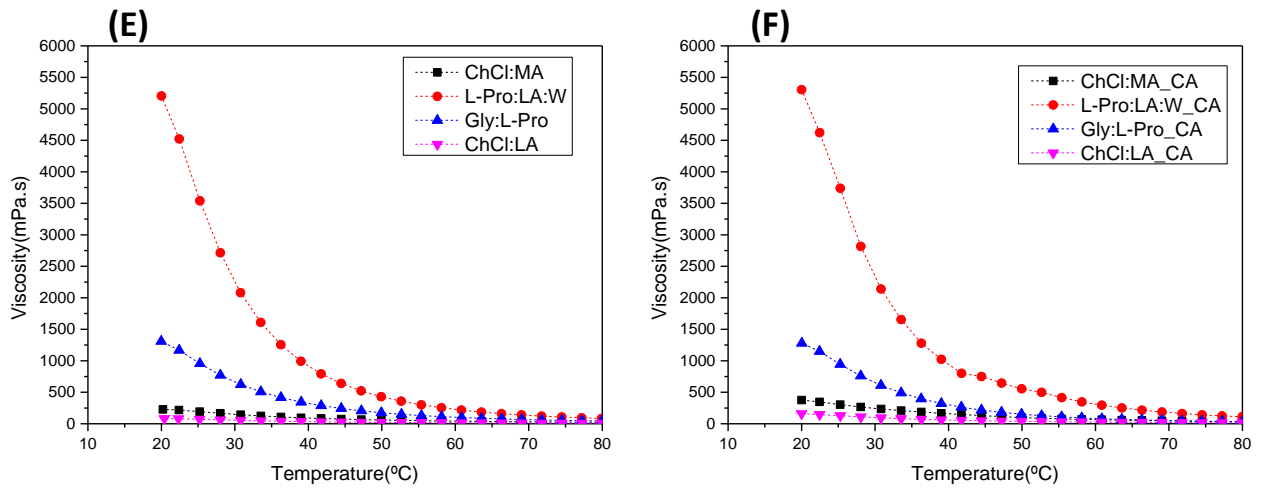 (E)
6000
5500
5000
4500
4000
3500
3000
2500
2000
1500
1000
500
0
Viscosity(mPa.s)
ChCl:MA
L-Pro:LA:W
Gly:L-Pro
ChCl:LA
10 20 30 40 50 60 70 80
Temperature(ºC)
(F)
6000
5500
5000
4500
4000
3500
3000
2500
2000
1500
1000
500
0
Viscosity(mPa.s)
ChCl:MA_CA
L-Pro:LA:W_CA
Gly:L-Pro_CA
ChCl:LA_CA
10 20 30 40 50 60 70 80
Temperature(ºC)